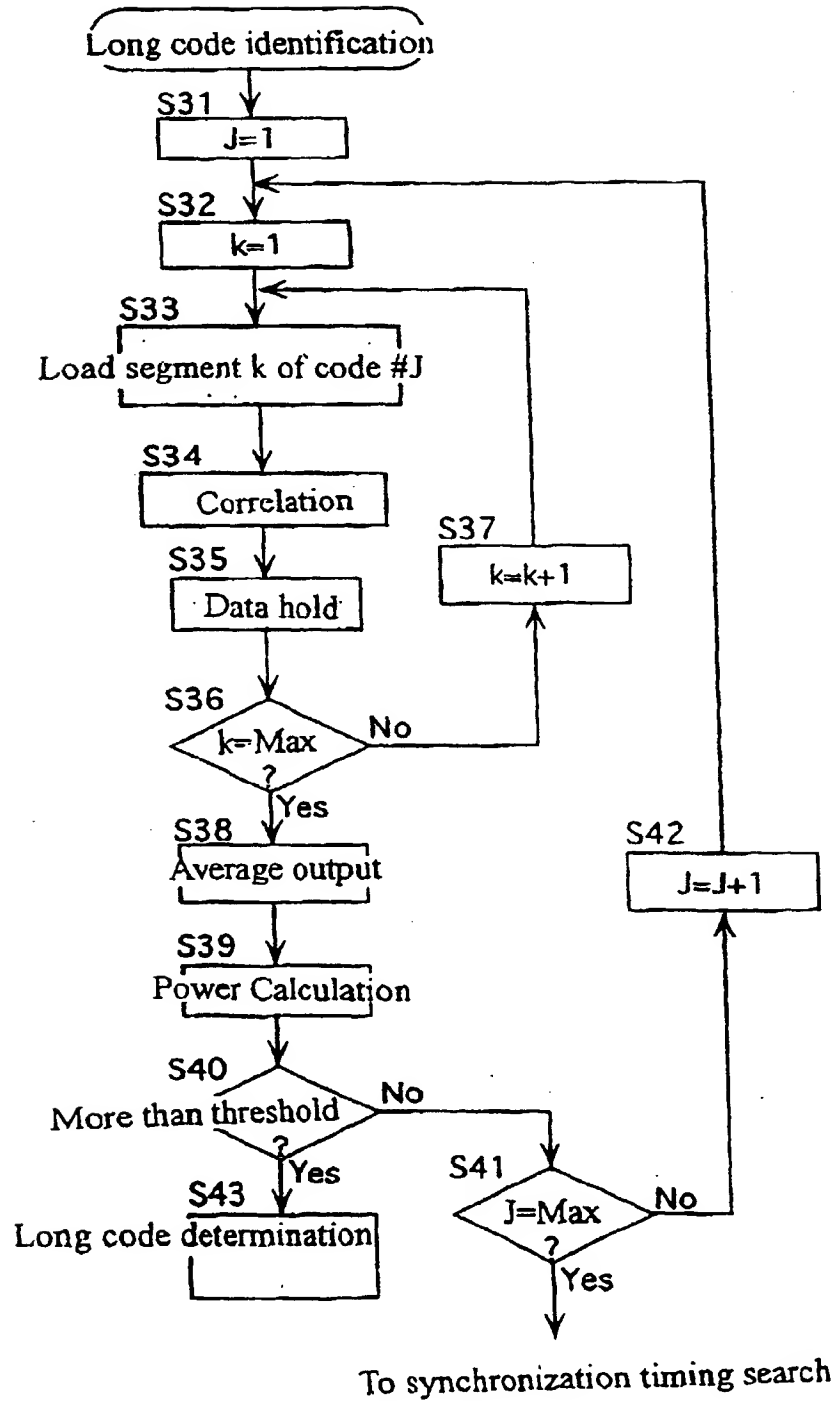 Long code identification
S31
J=1
S32
k=1
S33
Load segment k of code #J
S34
Correlation
S35
Data hold
S37
k=k+1
S36
k=Max
?
No
Yes
S38
Average output
S39
Power Calculation
S42
J=J+1
S40
More than threshold
?
No
Yes
S43
Long code determination
S41
J=Max
?
No
Yes
To synchronization timing search